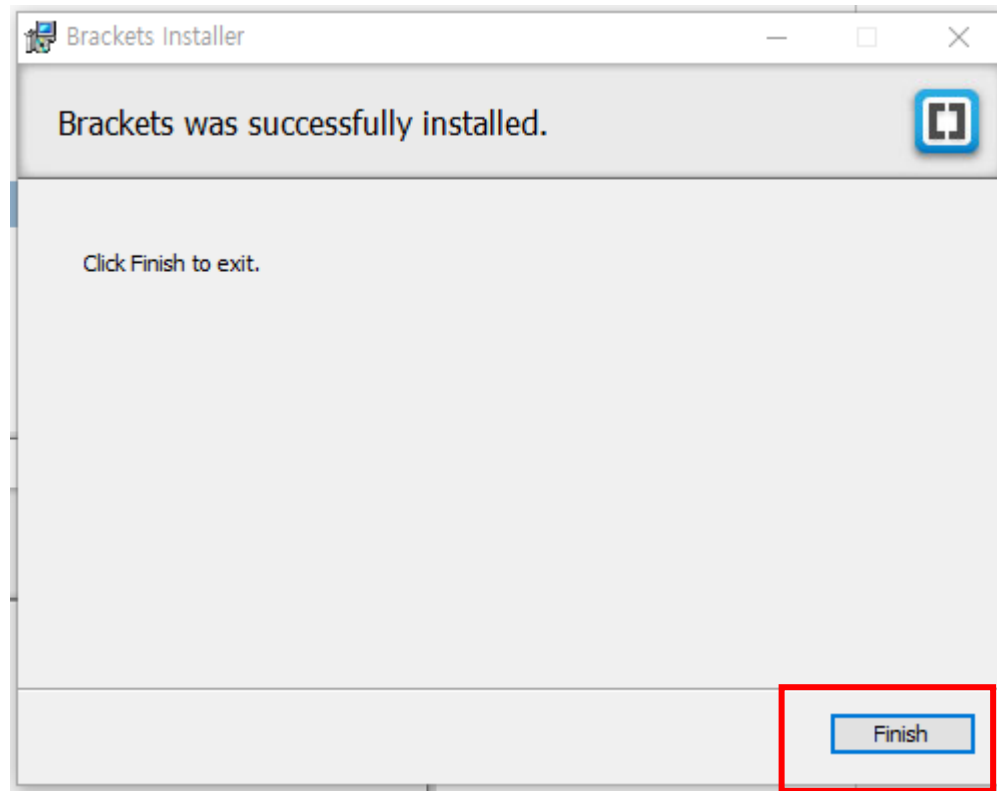 Brackets Installer
Brackets was successfully installed.
Click Finish to exit.
Finish